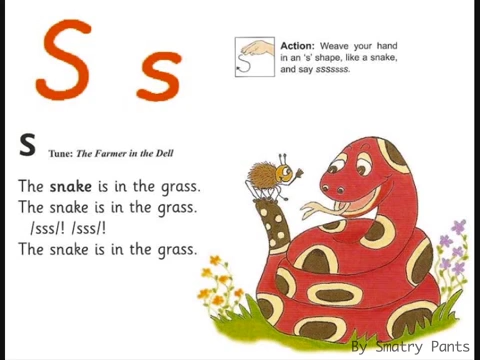 S s
Action: Weave your hand
in an 's' shape, like a snake,
and say ssssss.
s Tune: The Farmer in the Dell
The snake is in the grass.
The snake is in the grass.
/sss/! /sss/!
The snake is in the grass.
By Smatry Pants